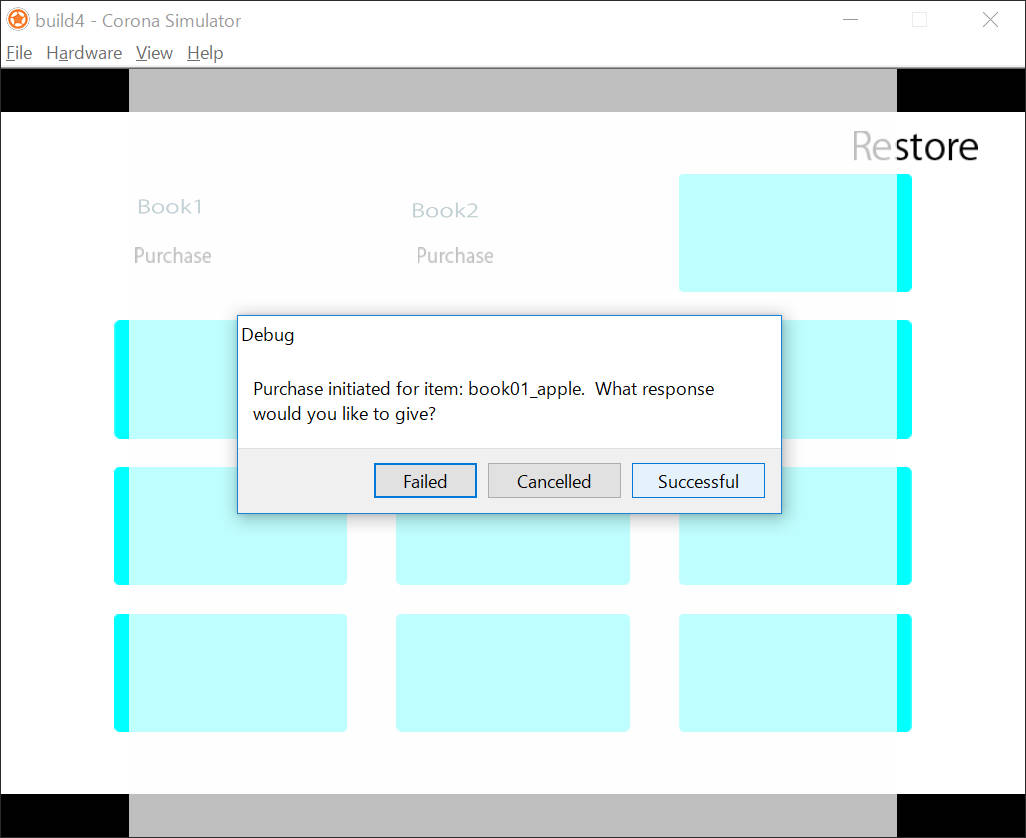 build4 - Corona Simulator
File Hardware View Help
Restore
Book1 Book2
Purchase Purchase
Debug
Purchase initiated for item: book01_apple.  What response
would you like to give?
Failed Cancelled Successful